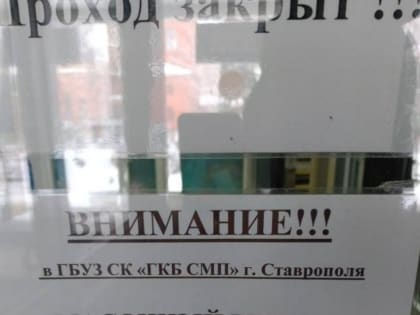 Проход закрыт !!!
ВНИМАНИЕ!!!
в ГБУЗ СК «ГКБ СМП» г. Ставрополя